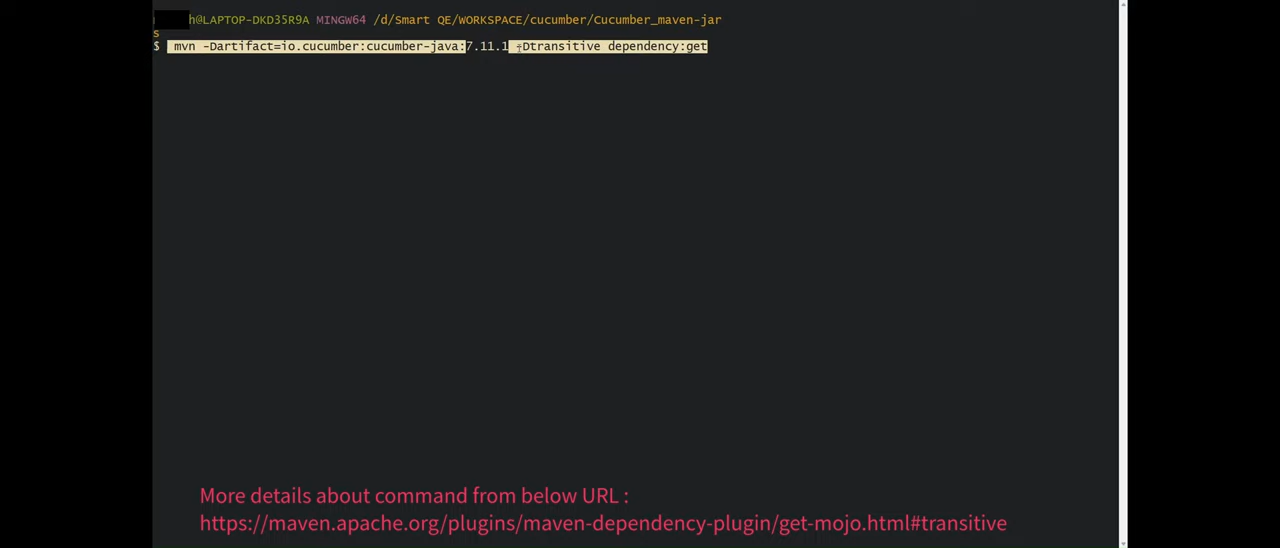 h@LAPTOP-DKD35R9A MINGW64 /d/Smart QE/WORKSPACE/cucumber/Cucumber_maven-jar
s
$ mvn -Dartifact=io.cucumber:cucumber-java:7.11.1 -Dtransitive dependency:get
More details about command from below URL :
https://maven.apache.org/plugins/maven-dependency-plugin/get-mojo.html#transitive